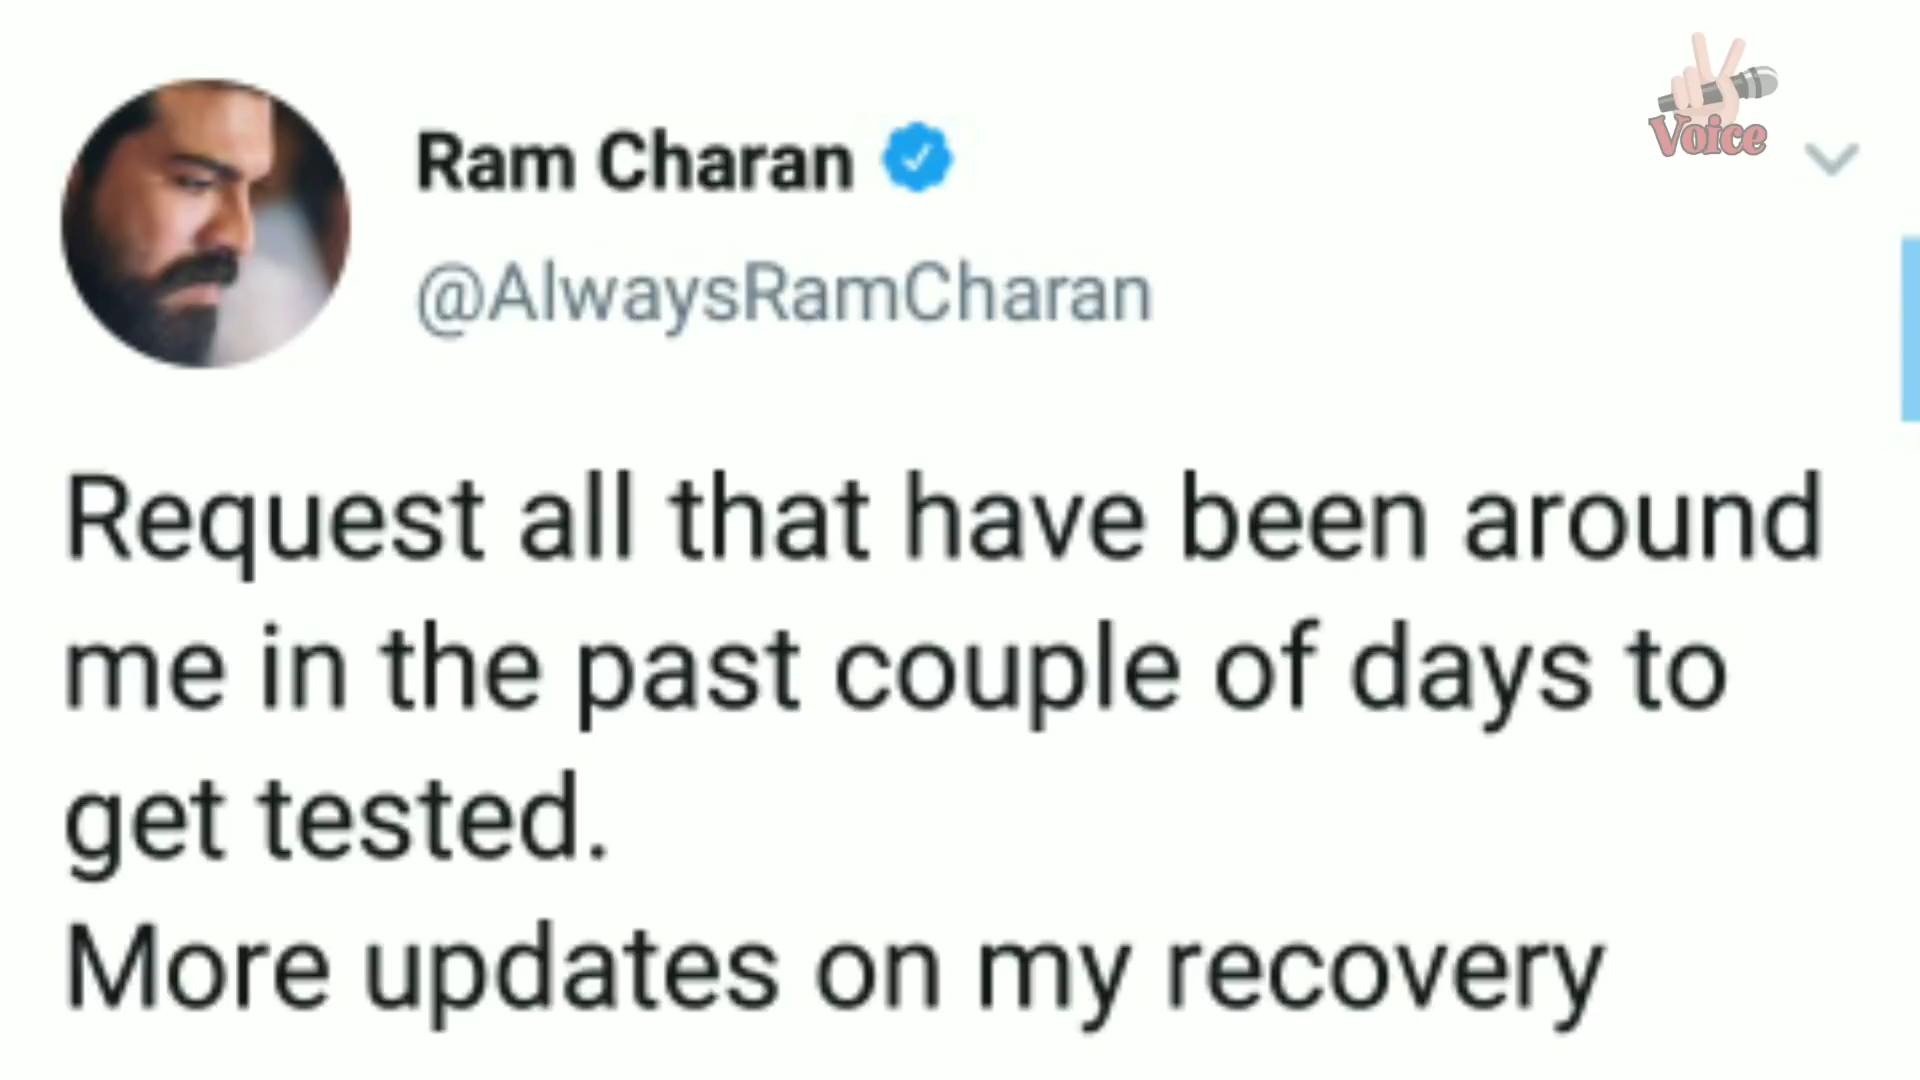 Voice
Ram Charan
@AlwaysRamCharan
Request all that have been around
me in the past couple of days to
get tested.
More updates on my recovery